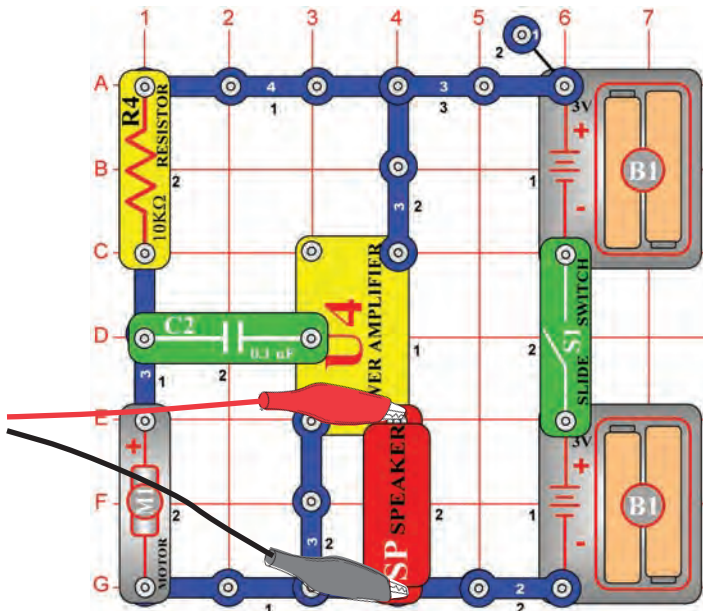 1 2 3 4 5 6 7
A
B
C
D
E
F
G
R4
RESISTOR
10KΩ
2
4
1
3
3
2
1
3
2
3V
+
-
1
B1
C2
0.1 uF
2
3
1
U4
WER AMPLIFIER
1
S1
SLIDE SWITCH
2
+
M1
MOTOR
2
3
2
1
SP SPEAKER
2
3V
+
-
1
B1
2
2